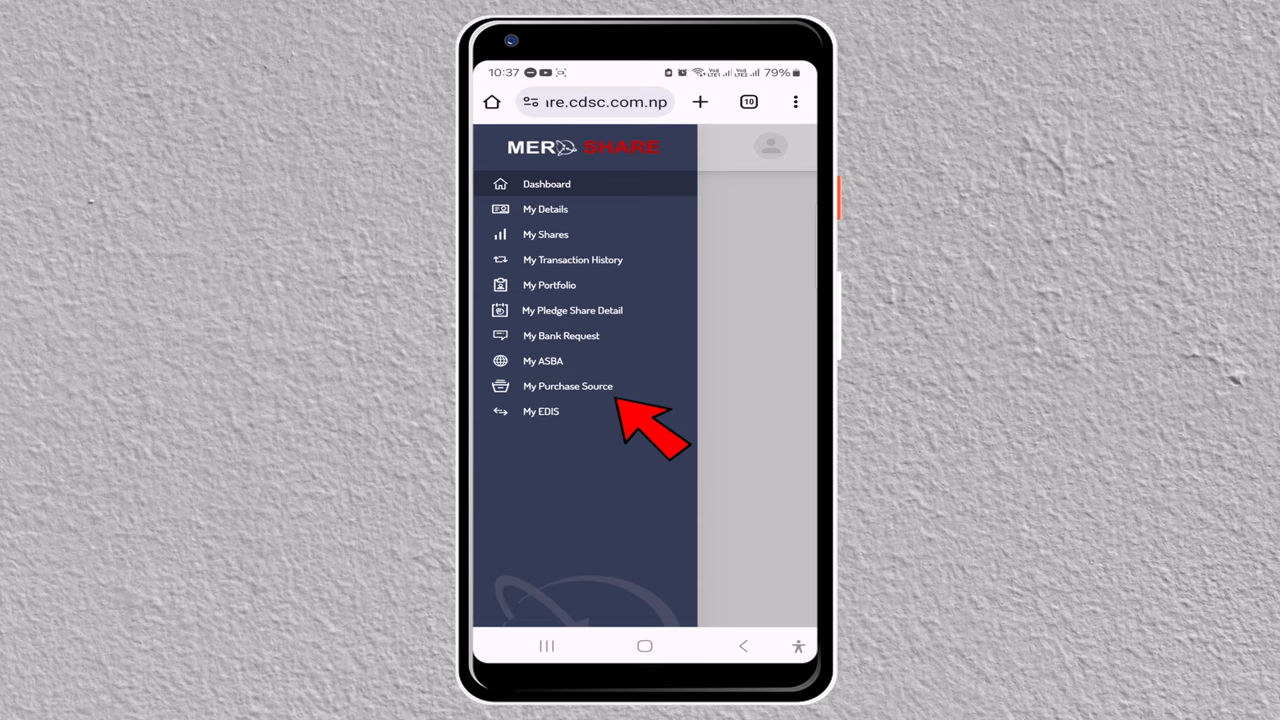 10:37 79%
ıre.cdsc.com.np 10
MERO SHARE
Dashboard
My Details
My Shares
My Transaction History
My Portfolio
My Pledge Share Detail
My Bank Request
My ASBA
My Purchase Source
My EDIS